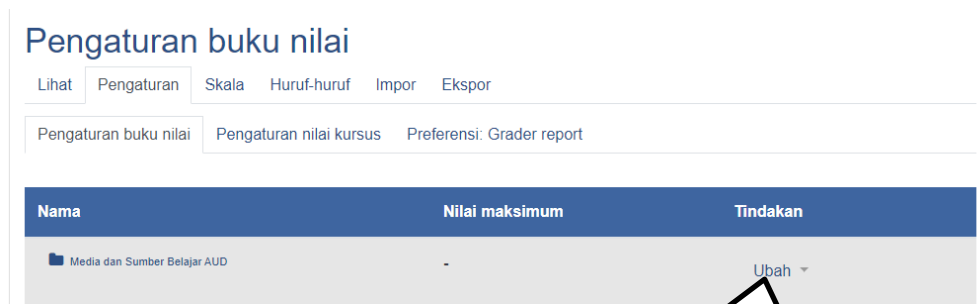 Pengaturan buku nilai
Lihat Pengaturan Skala Huruf-huruf Impor Ekspor
Pengaturan buku nilai Pengaturan nilai kursus Preferensi: Grader report
Nama Nilai maksimum Tindakan
Media dan Sumber Belajar AUD - Ubah